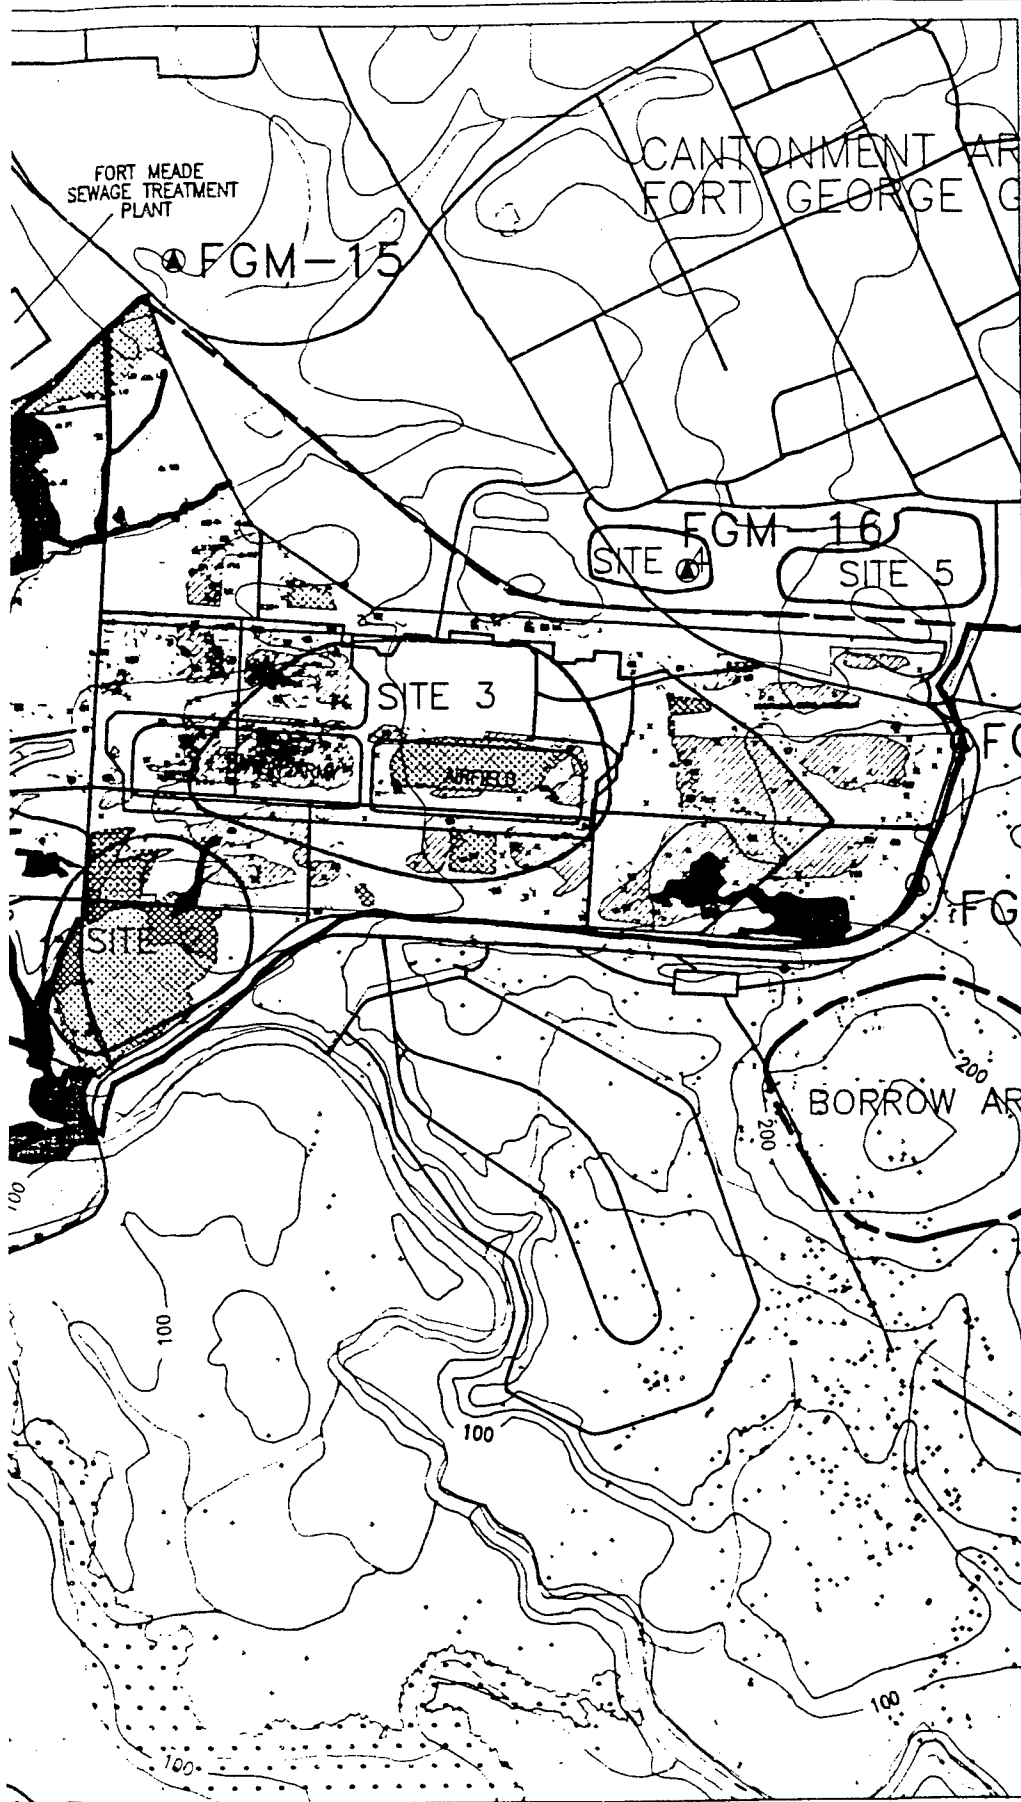 CANTONMENT AR
FORT GEORGE G
FORT MEADE
SEWAGE TREATMENT
PLANT
FGM-15
FGM-16
SITE 4
SITE 5
SITE 3
AIRFIELD
SITE
FG
200
BORROW AR
200
100
100
100
100
100